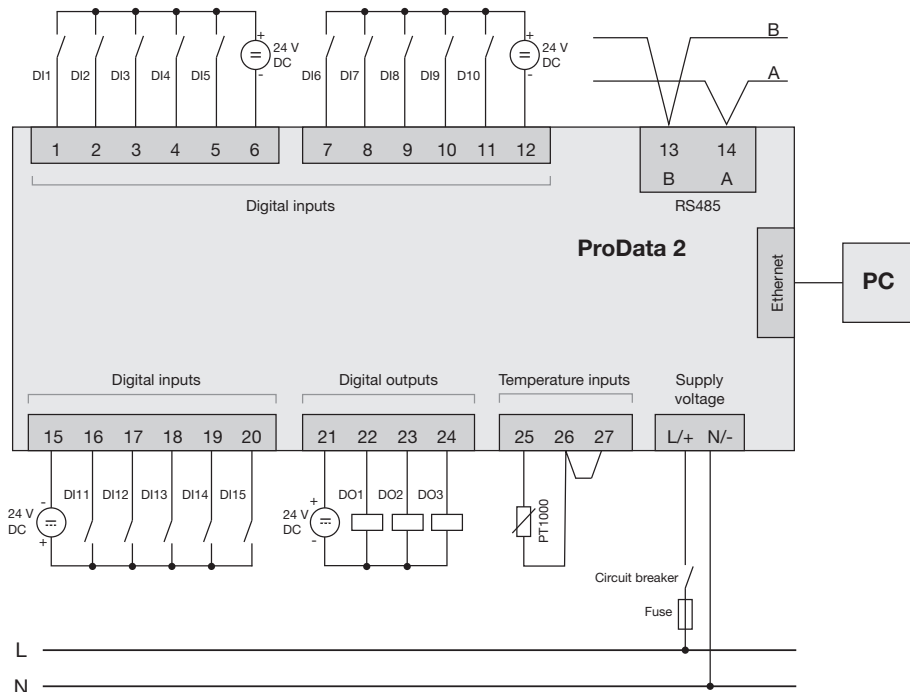 DI1 DI2 DI3 DI4 DI5 + 24 V DC -
DI6 DI7 DI8 DI9 D10 + 24 V DC -
B
A
1 2 3 4 5 6
7 8 9 10 11 12
13 14
B A
Digital inputs
RS485
ProData 2
Ethernet
PC
Digital inputs
Digital outputs
Temperature inputs
Supply
voltage
15 16 17 18 19 20
21 22 23 24
25 26 27
L/+ N/-
- 24 V DC + DI11 DI12 DI13 DI14 DI15
+ 24 V DC - DO1 DO2 DO3
PT1000
Circuit breaker
Fuse
L
N